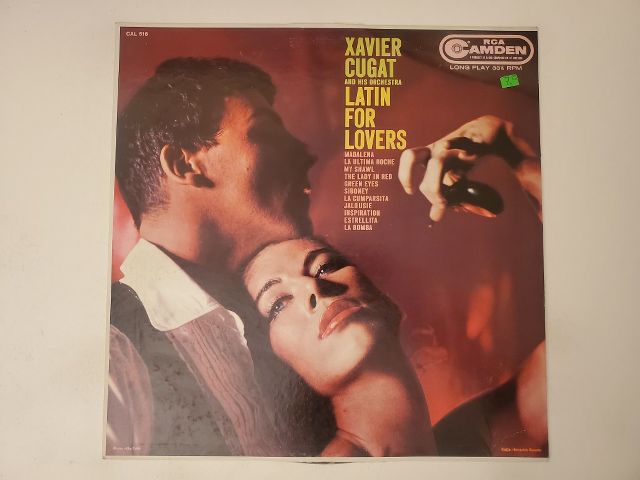 CAL 516
XAVIER
CUGAT
AND HIS ORCHESTRA
LATIN
FOR
LOVERS
MADALENA
LA ULTIMA NOCHE
MY SHAWL
THE LADY IN RED
GREEN EYES
SIBONEY
LA CUMPARSITA
JALOUSIE
INSPIRATION
ESTRELLITA
LA BOMBA
RCA
CAMDEN
LONG PLAY 33⅓ RPM